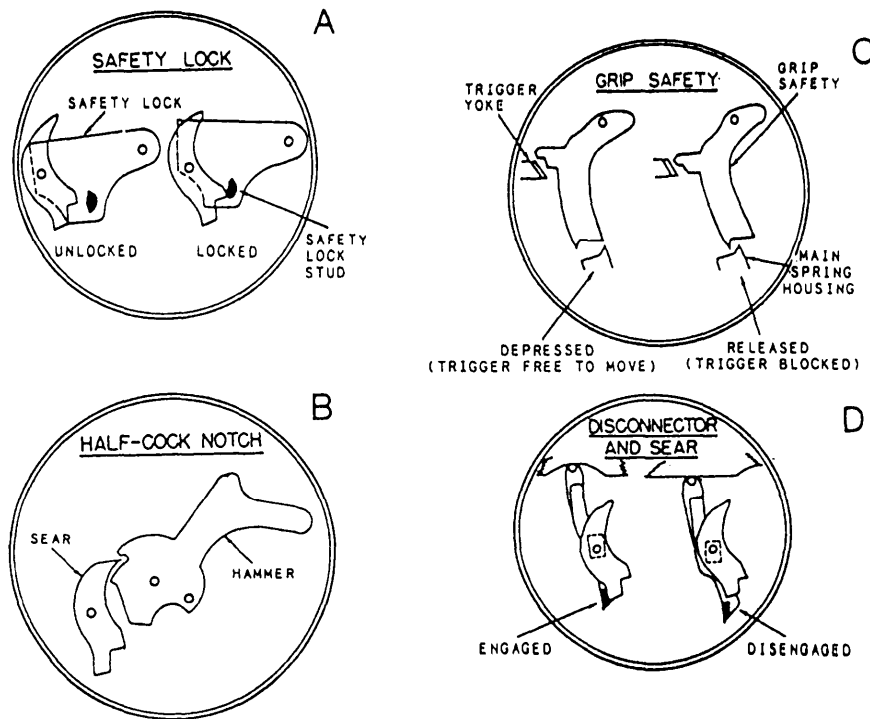 A
SAFETY LOCK
SAFETY LOCK
UNLOCKED
LOCKED
SAFETY
LOCK
STUD
B
HALF-COCK NOTCH
SEAR
HAMMER
C
GRIP SAFETY
TRIGGER
YOKE
GRIP
SAFETY
MAIN
SPRING
HOUSING
DEPRESSED
(TRIGGER FREE TO MOVE)
RELEASED
(TRIGGER BLOCKED)
D
DISCONNECTOR
AND SEAR
ENGAGED
DISENGAGED